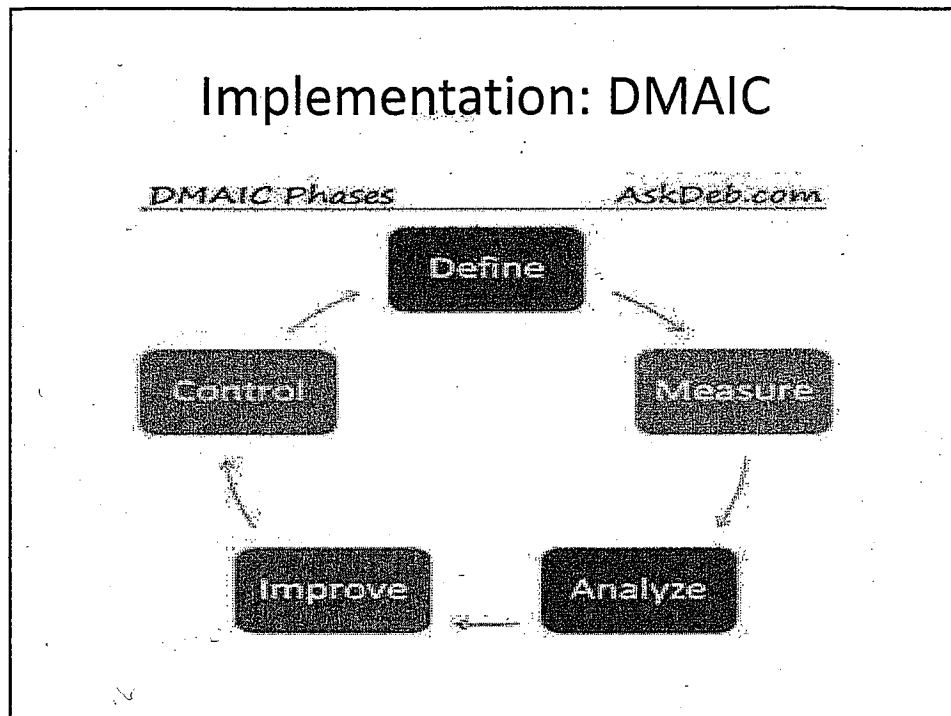 Implementation: DMAIC
DMAIC Phases AskDeb.com
Define
Control Measure
Improve Analyze